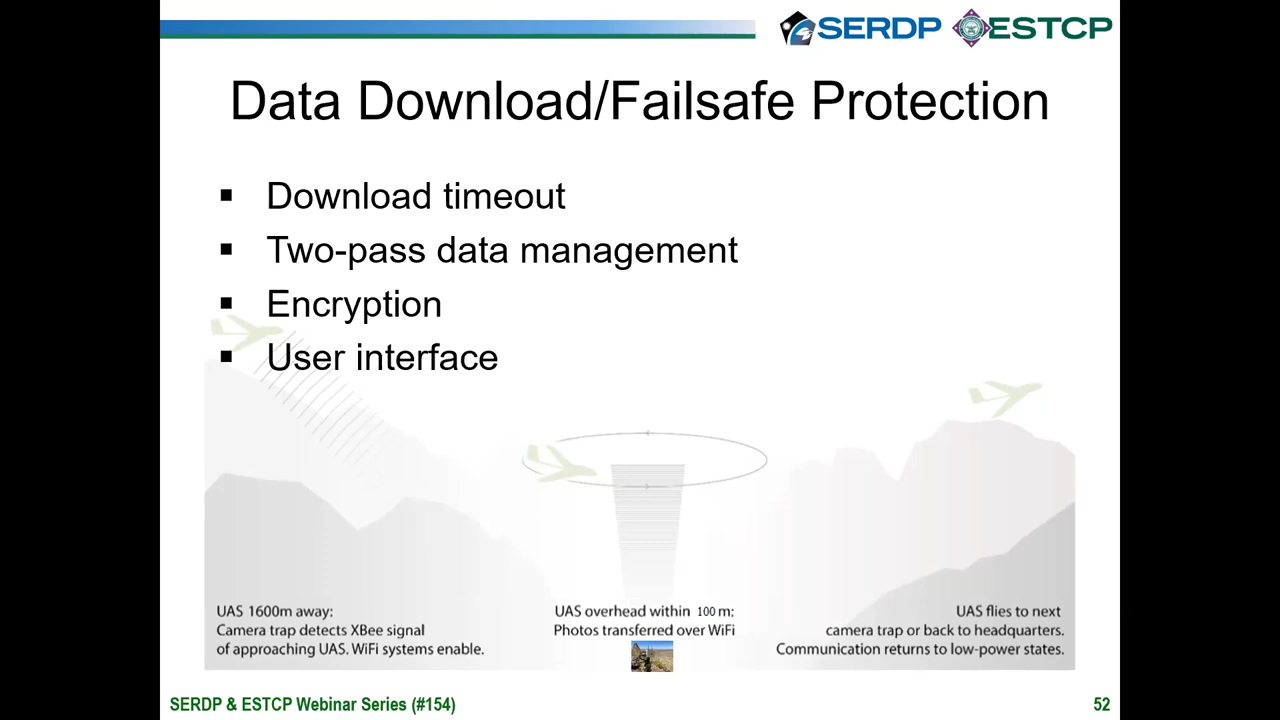 SERDP ESTCP
Data Download/Failsafe Protection
▪ Download timeout
▪ Two-pass data management
▪ Encryption
▪ User interface
UAS 1600m away:
Camera trap detects XBee signal
of approaching UAS. WiFi systems enable.
UAS overhead within 100 m:
Photos transferred over WiFi
UAS flies to next
camera trap or back to headquarters.
Communication returns to low-power states.
SERDP & ESTCP Webinar Series (#154)
52